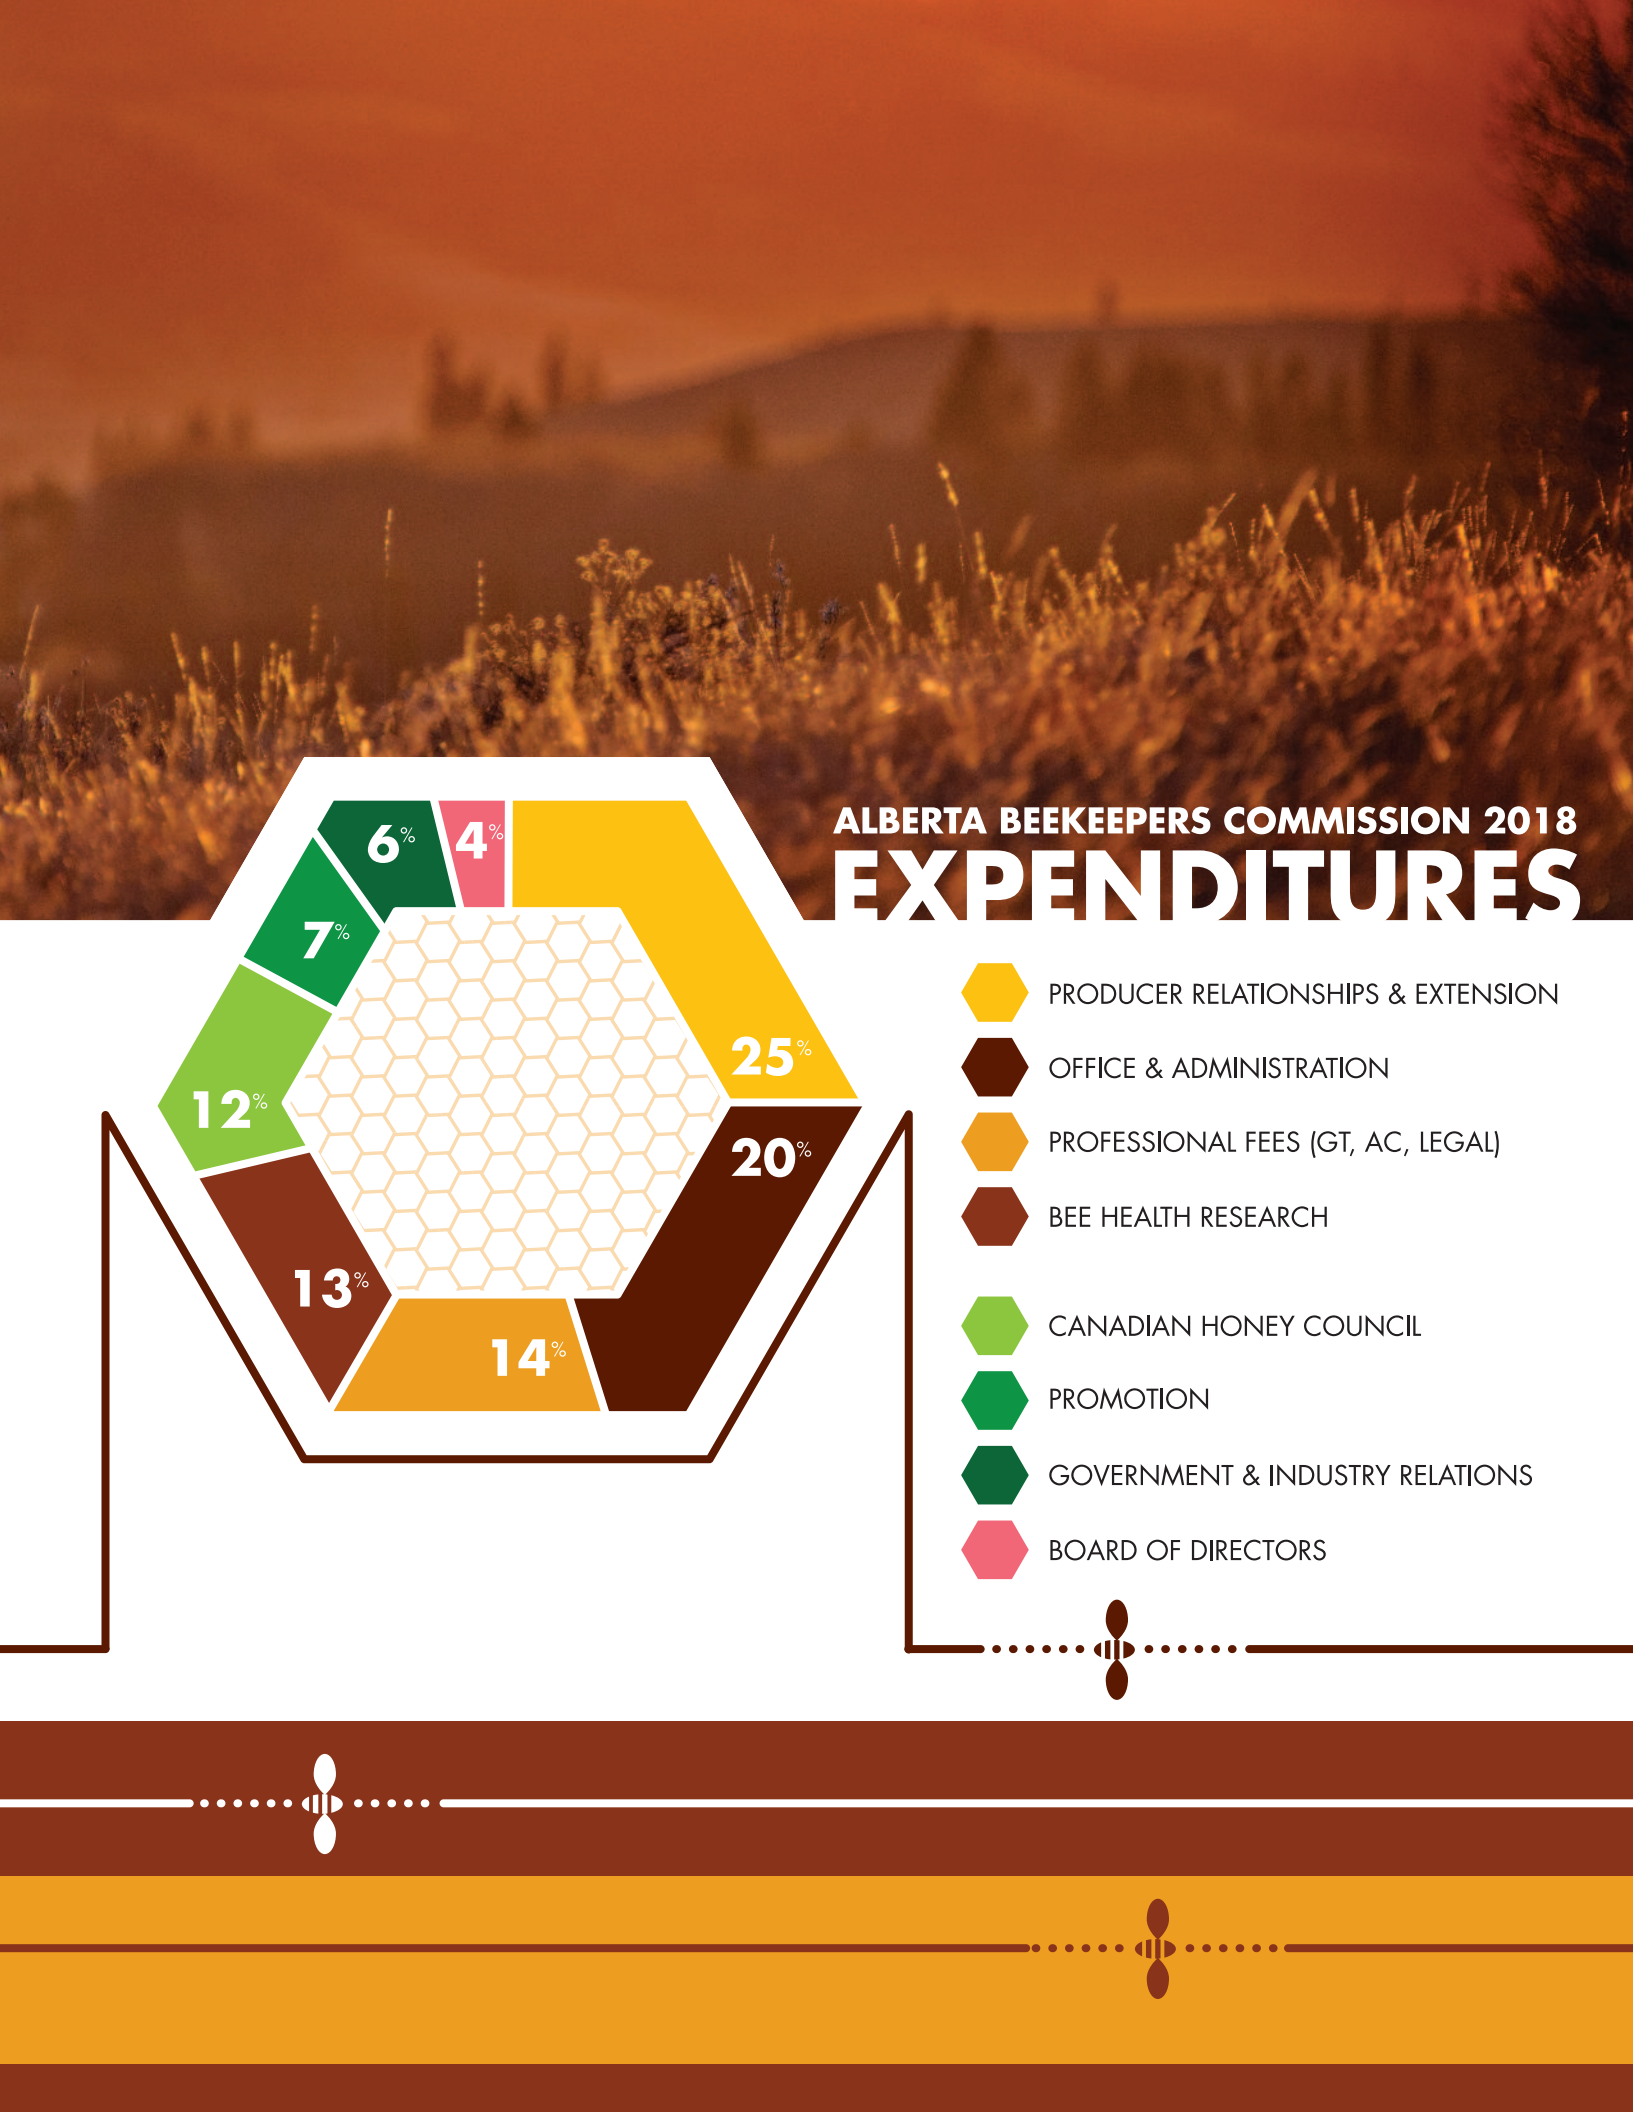 ALBERTA BEEKEEPERS COMMISSION 2018
EXPENDITURES
6%
4%
7%
25%
12%
20%
13%
14%
PRODUCER RELATIONSHIPS & EXTENSION
OFFICE & ADMINISTRATION
PROFESSIONAL FEES (GT, AC, LEGAL)
BEE HEALTH RESEARCH
CANADIAN HONEY COUNCIL
PROMOTION
GOVERNMENT & INDUSTRY RELATIONS
BOARD OF DIRECTORS